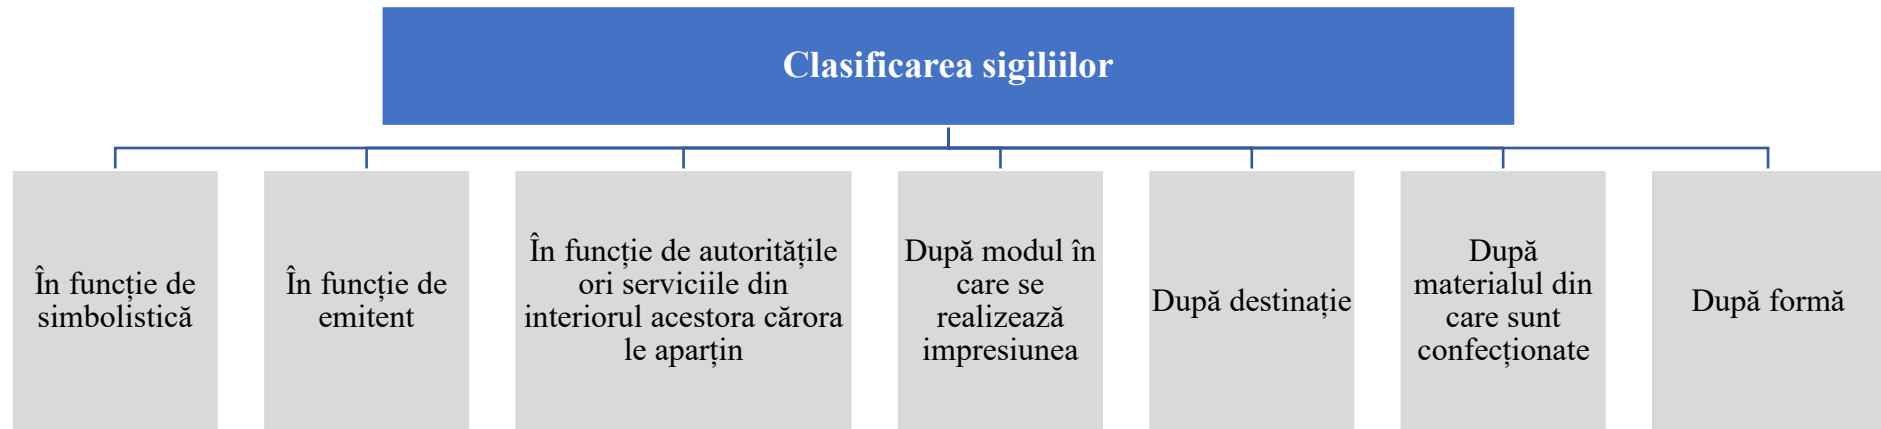 Clasificarea sigiliilor
În funcție de
simbolistică
În funcție de
emitent
În funcție de autoritățile
ori serviciile din
interiorul acestora cărora
le aparțin
După modul în
care se
realizează
impresiunea
După destinație
După
materialul din
care sunt
confecționate
După formă